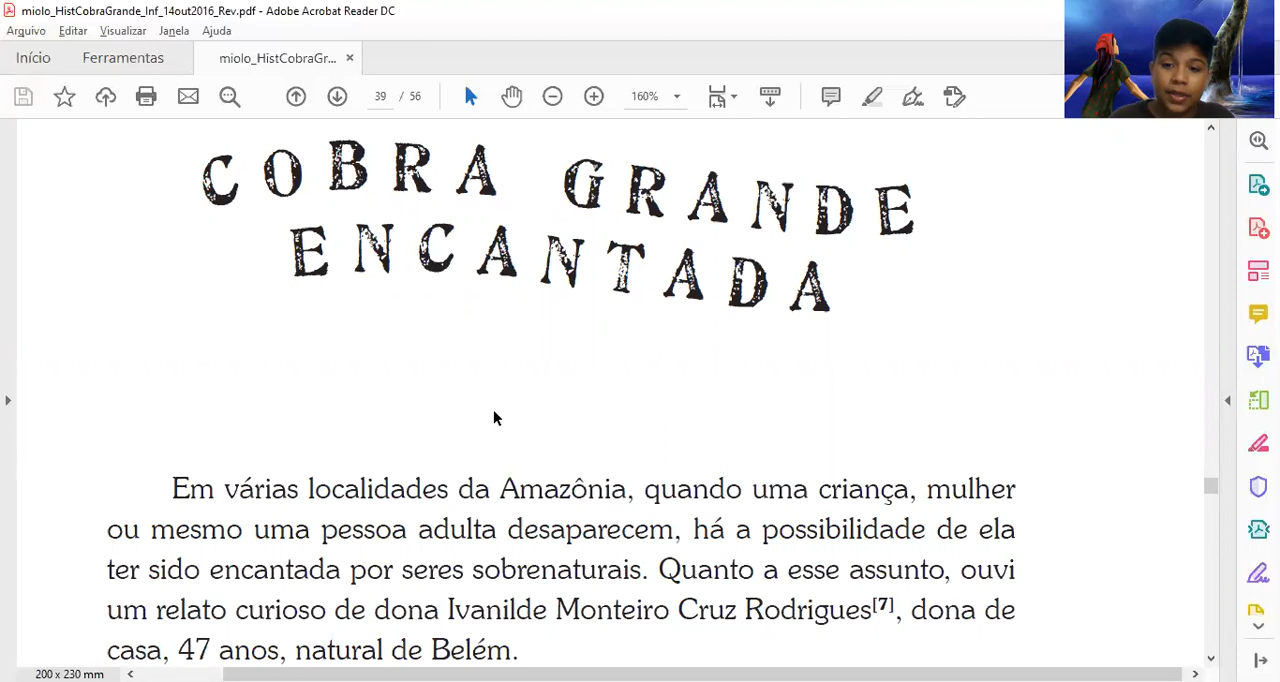 miolo_HistCobraGrande_Inf_14out2016_Rev.pdf - Adobe Acrobat Reader DC
Arquivo Editar Visualizar Janela Ajuda
Início Ferramentas miolo_HistCobraGr... ×
39 / 56 160%
COBRA GRANDE
ENCANTADA
Em várias localidades da Amazônia, quando uma criança, mulher
ou mesmo uma pessoa adulta desaparecem, há a possibilidade de ela
ter sido encantada por seres sobrenaturais. Quanto a esse assunto, ouvi
um relato curioso de dona Ivanilde Monteiro Cruz Rodrigues[7], dona de
casa, 47 anos, natural de Belém.
200 x 230 mm